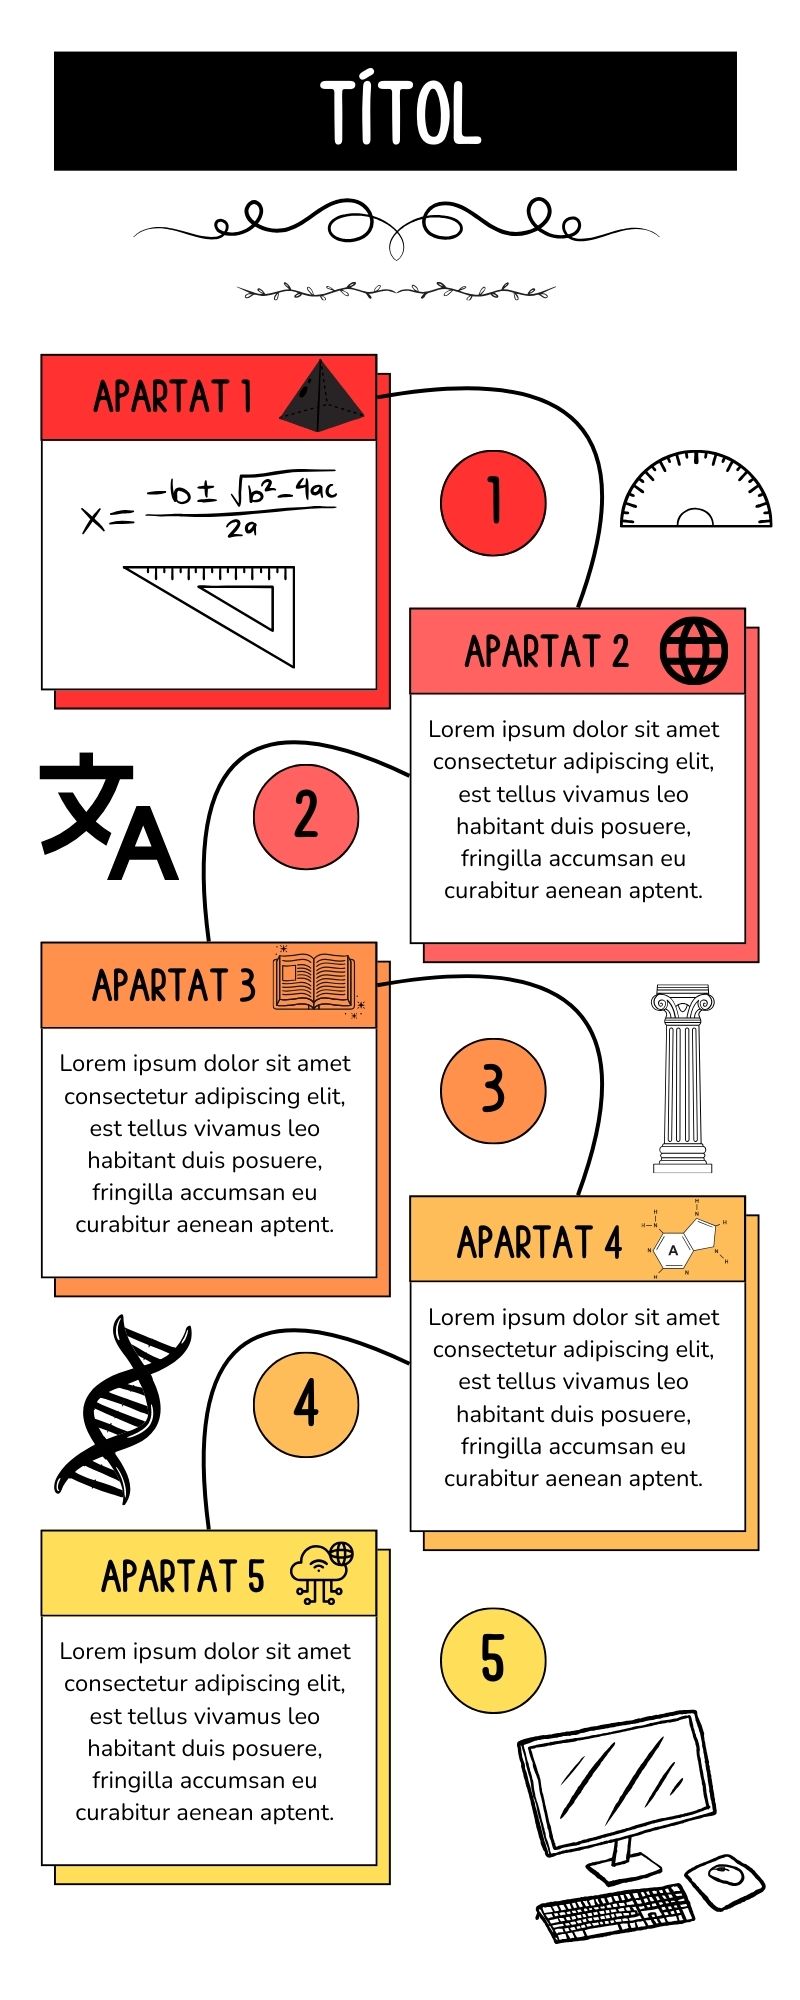 TÍTOL
APARTAT 1
x = -b ± √b²-4ac
2a
1
APARTAT 2
Lorem ipsum dolor sit amet
consectetur adipiscing elit,
est tellus vivamus leo
habitant duis posuere,
fringilla accumsan eu
curabitur aenean aptent.
2
文A
APARTAT 3
Lorem ipsum dolor sit amet
consectetur adipiscing elit,
est tellus vivamus leo
habitant duis posuere,
fringilla accumsan eu
curabitur aenean aptent.
3
APARTAT 4
H
H
N
H
H
N
N
A
N
H
N
H
Lorem ipsum dolor sit amet
consectetur adipiscing elit,
est tellus vivamus leo
habitant duis posuere,
fringilla accumsan eu
curabitur aenean aptent.
4
APARTAT 5
Lorem ipsum dolor sit amet
consectetur adipiscing elit,
est tellus vivamus leo
habitant duis posuere,
fringilla accumsan eu
curabitur aenean aptent.
5